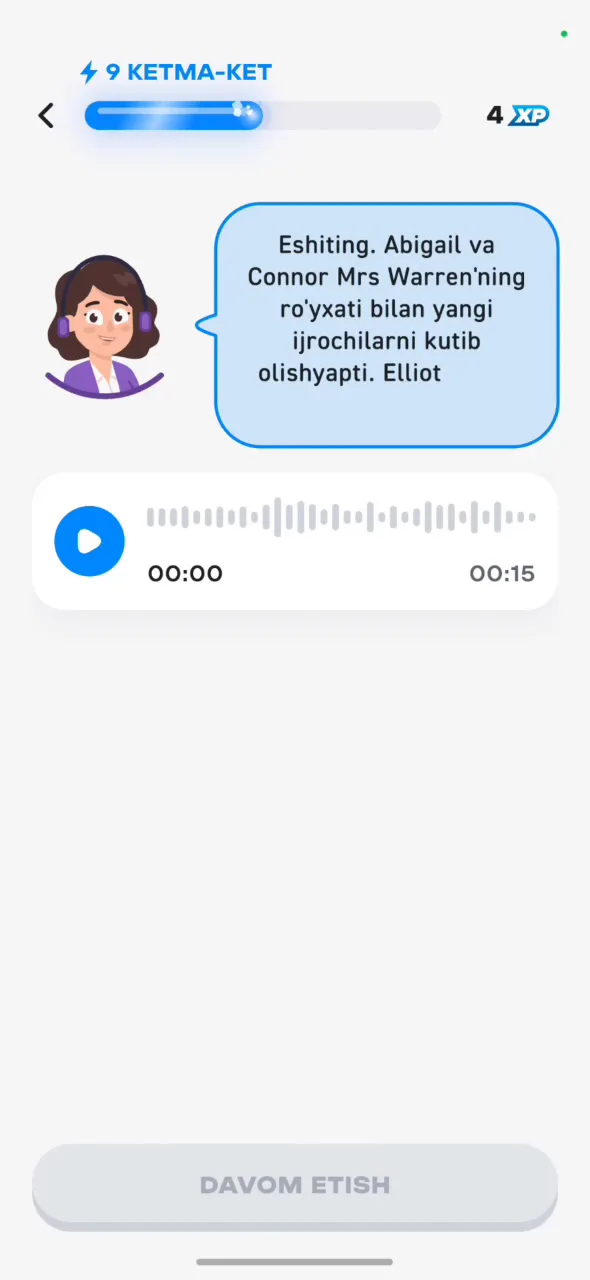 9 KETMA-KET
4 XP
Eshiting. Abigail va
Connor Mrs Warren'ning
ro'yxati bilan yangi
ijrochilarni kutib
olishyapti. Elliot
00:00
00:15
DAVOM ETISH